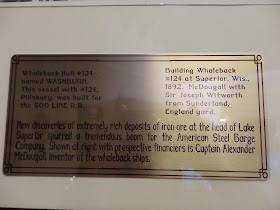 Whaleback Hull #124
named WASHBURN.
This vessel with #124,
Pillsbury, was built for
the SOO LINE R.R.
Building Whaleback
#124 at Superior, Wis.,
1892. McDougall with
Sir Joseph Witworth
from Sunderland,
England yard.
New discoveries of extremely rich deposits of iron ore at the head of Lake
Superior spurred a tremendous boom for the American Steel Barge
Company. Shown at right with prospective financiers is Captain Alexander
McDougall, inventor of the whaleback ships.